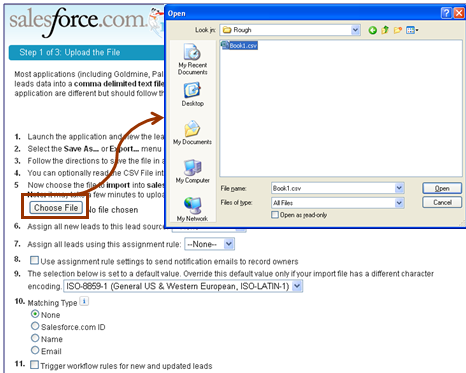 salesforce.com
Step 1 of 3: Upload the File
Most applications (including Goldmine, Pal
leads data into a comma delimited text file
application are different but should follow th
1. Launch the application and view the lea
2. Select the Save As... or Export... menu
3. Follow the directions to save the file in a
4. You can optionally read the CSV File int
5 Now choose the file to import into sales
it may take a few minutes to upload
Choose File No file chosen
6. Assign all new leads to this lead source
7. Assign all leads using this assignment rule: --None--
8. Use assignment rule settings to send notification emails to record owners
9. The selection below is set to a default value. Override this default value only if your import file has a different character
encoding. ISO-8859-1 (General US & Western European, ISO-LATIN-1)
10. Matching Type i
None
Salesforce.com ID
Name
Email
11. Trigger workflow rules for new and updated leads
Open
Look in: Rough
Book1.csv
My Recent
Documents
Desktop
My Documents
My Computer
My Network
File name: Book1.csv Open
Files of type: All Files Cancel
Open as read-only